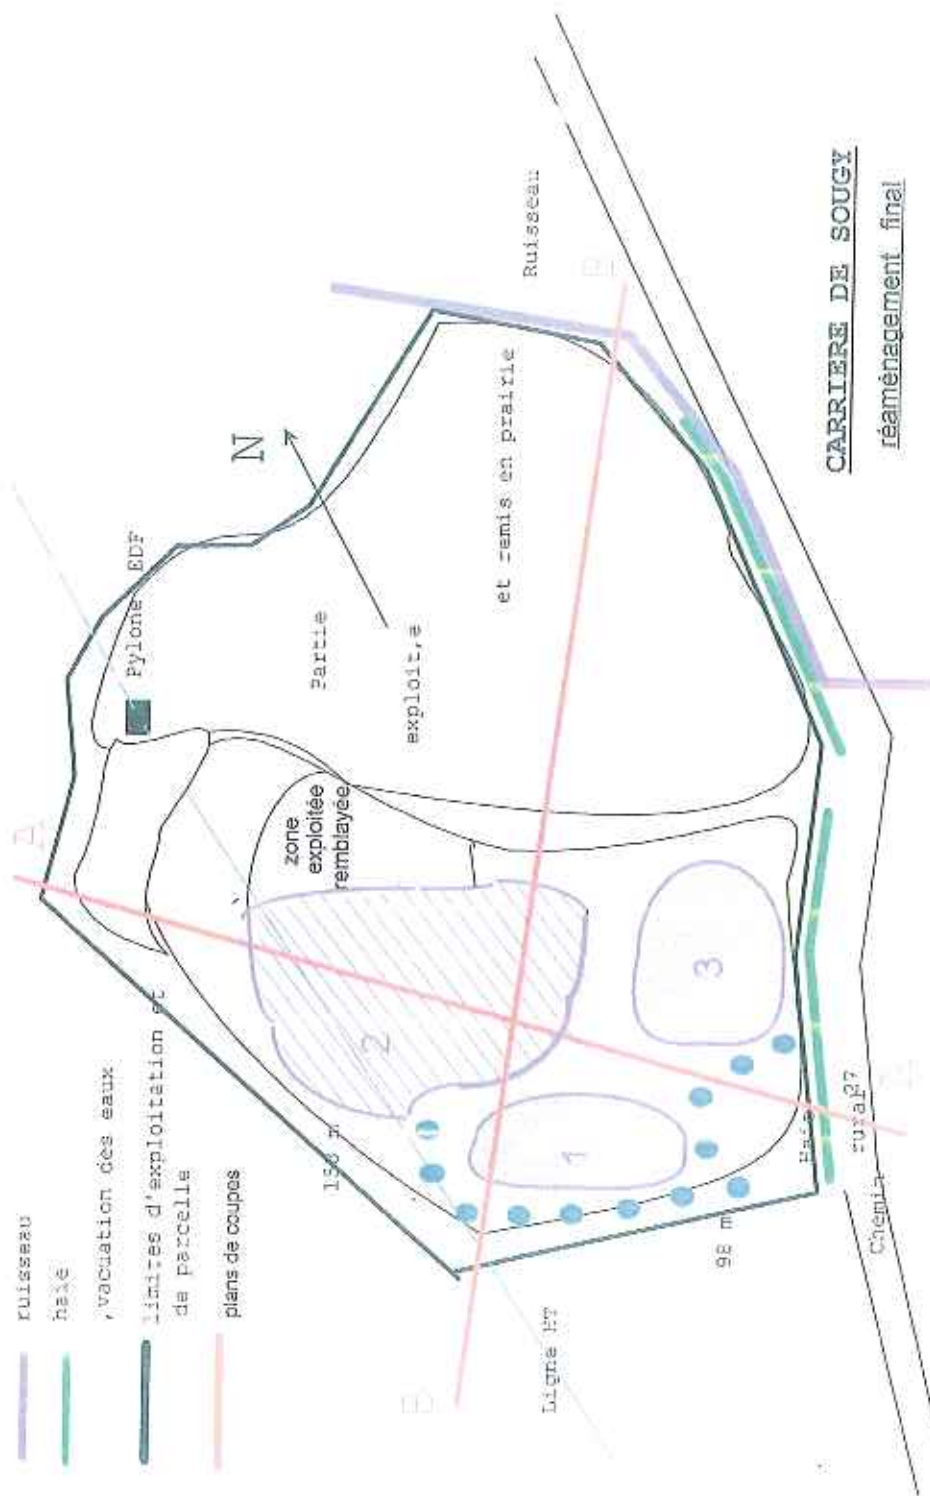 ruisseau
haie
,vacuation des eaux
limites d'exploitation et
de parcelle
plans de coupes
A
N
Pylone EDF
Ruisseau
Partie
exploit,e
et remis en prairie
zone
exploitée
remblayée
B
2
1
3
98 m
B
Ligne HT
Haie
rural
27
Chemin
CARRIERE DE SOUGY
réaménagement final